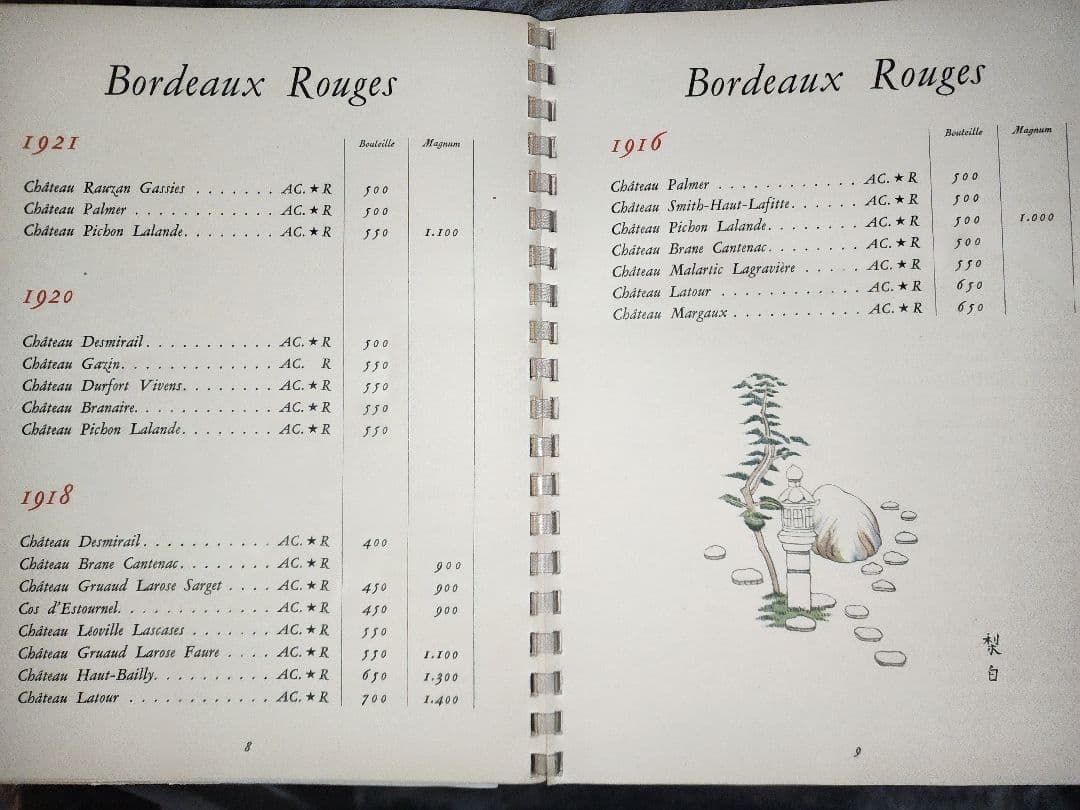 Bordeaux Rouges
1921 Bouteille Magnum
Château Rauzan Gassies . . . . . . . AC. ★ R 500
Château Palmer . . . . . . . . . . . . AC. ★ R 500
Château Pichon Lalande. . . . . . . . AC. ★ R 550 1.100
1920
Château Desmirail. . . . . . . . . . . AC. ★ R 500
Château Gazin. . . . . . . . . . . . . AC. R 550
Château Durfort Vivens. . . . . . . . AC. ★ R 550
Château Branaire. . . . . . . . . . . . AC. ★ R 550
Château Pichon Lalande. . . . . . . . AC. ★ R 550
1918
Château Desmirail. . . . . . . . . . . AC. ★ R 400
Château Brane Cantenac. . . . . . . . AC. ★ R 900
Château Gruaud Larose Sarget . . . . AC. ★ R 450 900
Cos d'Estournel. . . . . . . . . . . . . AC. ★ R 450 900
Château Léoville Lascases . . . . . . . AC. ★ R 550
Château Gruaud Larose Faure . . . . AC. ★ R 550 1.100
Château Haut-Bailly. . . . . . . . . . AC. ★ R 650 1.300
Château Latour . . . . . . . . . . . . AC. ★ R 700 1.400
8
Bordeaux Rouges
1916 Bouteille Magnum
Château Palmer . . . . . . . . . . . . AC. ★ R 500
Château Smith-Haut-Lafitte. . . . . . AC. ★ R 500
Château Pichon Lalande. . . . . . . . AC. ★ R 500 1.000
Château Brane Cantenac. . . . . . . . AC. ★ R 500
Château Malartic Lagravière . . . . . AC. ★ R 550
Château Latour . . . . . . . . . . . . AC. ★ R 650
Château Margaux . . . . . . . . . . . AC. ★ R 650
9